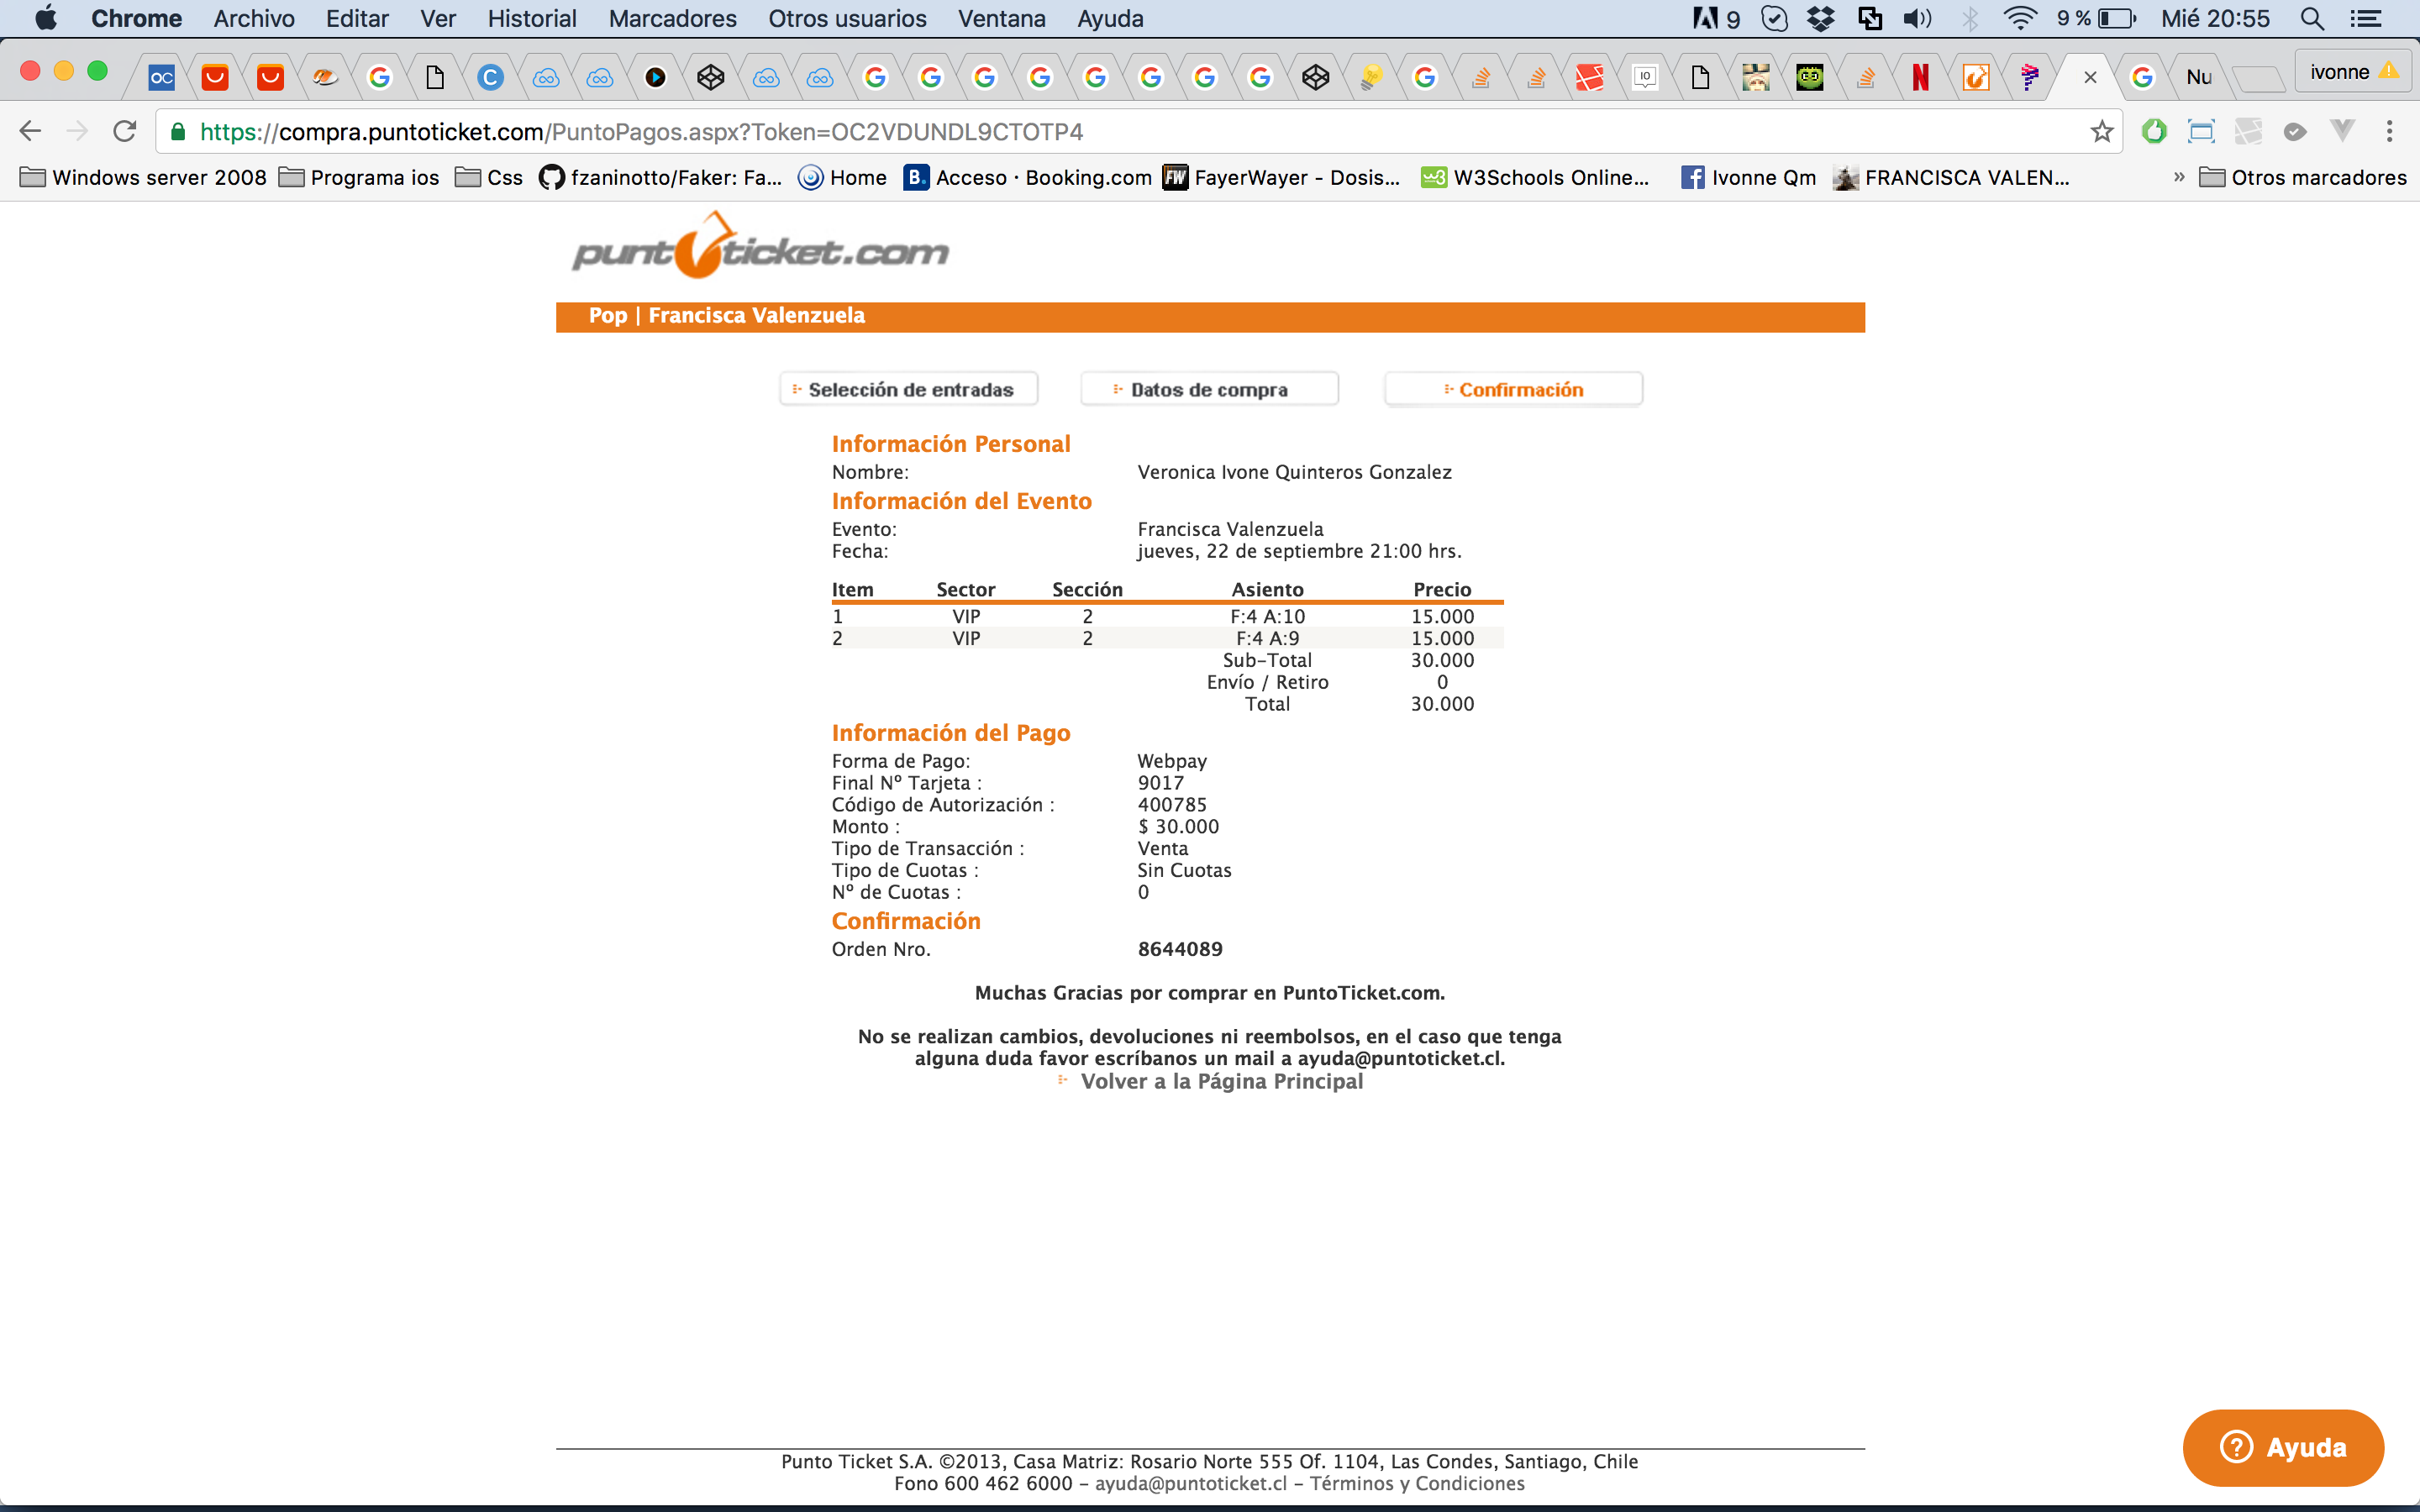 Chrome Archivo Editar Ver Historial Marcadores Otros usuarios Ventana Ayuda 9 9 % Mié 20:55
OC C IO N × Nu ivonne
https://compra.puntoticket.com/PuntoPagos.aspx?Token=OC2VDUNDL9CTOTP4
Windows server 2008 Programa ios Css fzaninotto/Faker: Fa... Home B. Acceso · Booking.com FW FayerWayer - Dosis... w3 W3Schools Online... f Ivonne Qm FRANCISCA VALEN... » Otros marcadores
puntoticket.com
Pop | Francisca Valenzuela
Selección de entradas Datos de compra Confirmación
Información Personal
Nombre: Veronica Ivone Quinteros Gonzalez
Información del Evento
Evento: Francisca Valenzuela
Fecha: jueves, 22 de septiembre 21:00 hrs.
Item Sector Sección Asiento Precio
1 VIP 2 F:4 A:10 15.000
2 VIP 2 F:4 A:9 15.000
Sub-Total 30.000
Envío / Retiro 0
Total 30.000
Información del Pago
Forma de Pago: Webpay
Final Nº Tarjeta : 9017
Código de Autorización : 400785
Monto : $ 30.000
Tipo de Transacción : Venta
Tipo de Cuotas : Sin Cuotas
Nº de Cuotas : 0
Confirmación
Orden Nro. 8644089
Muchas Gracias por comprar en PuntoTicket.com.
No se realizan cambios, devoluciones ni reembolsos, en el caso que tenga
alguna duda favor escríbanos un mail a ayuda@puntoticket.cl.
Volver a la Página Principal
? Ayuda
Punto Ticket S.A. ©2013, Casa Matriz: Rosario Norte 555 Of. 1104, Las Condes, Santiago, Chile
Fono 600 462 6000 – ayuda@puntoticket.cl – Términos y Condiciones